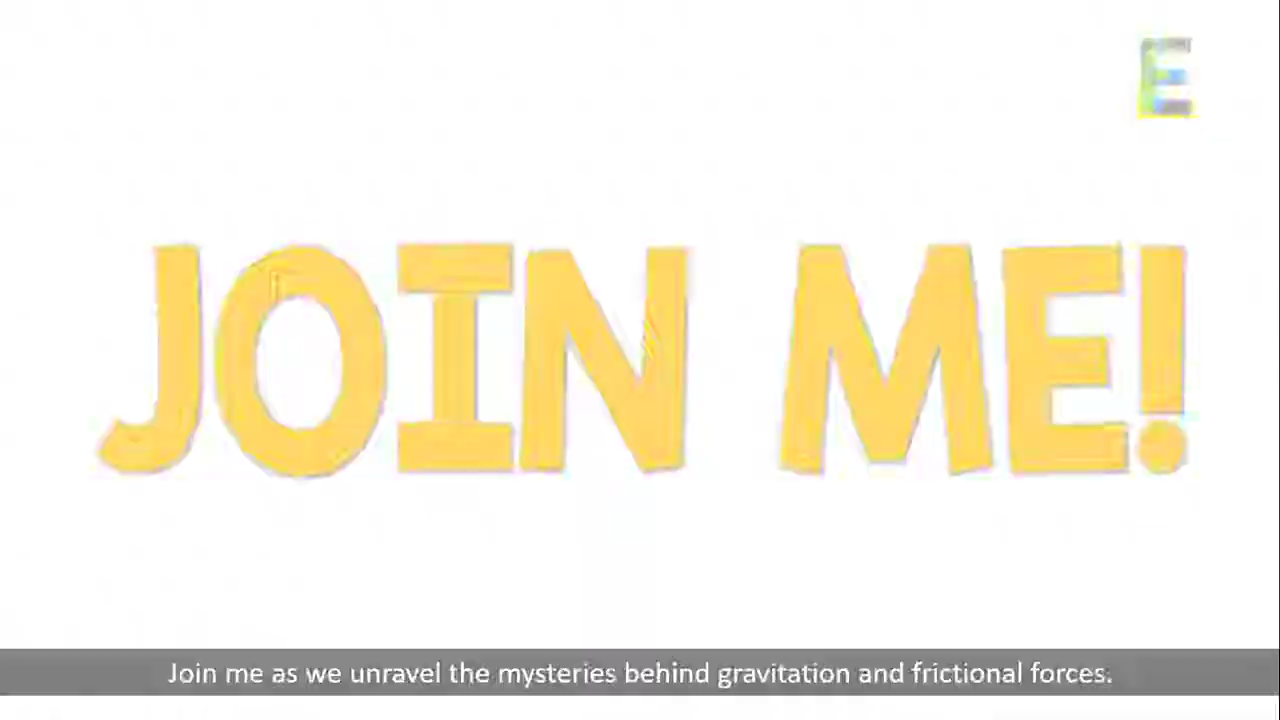 E
JOIN ME!
Join me as we unravel the mysteries behind gravitation and frictional forces.